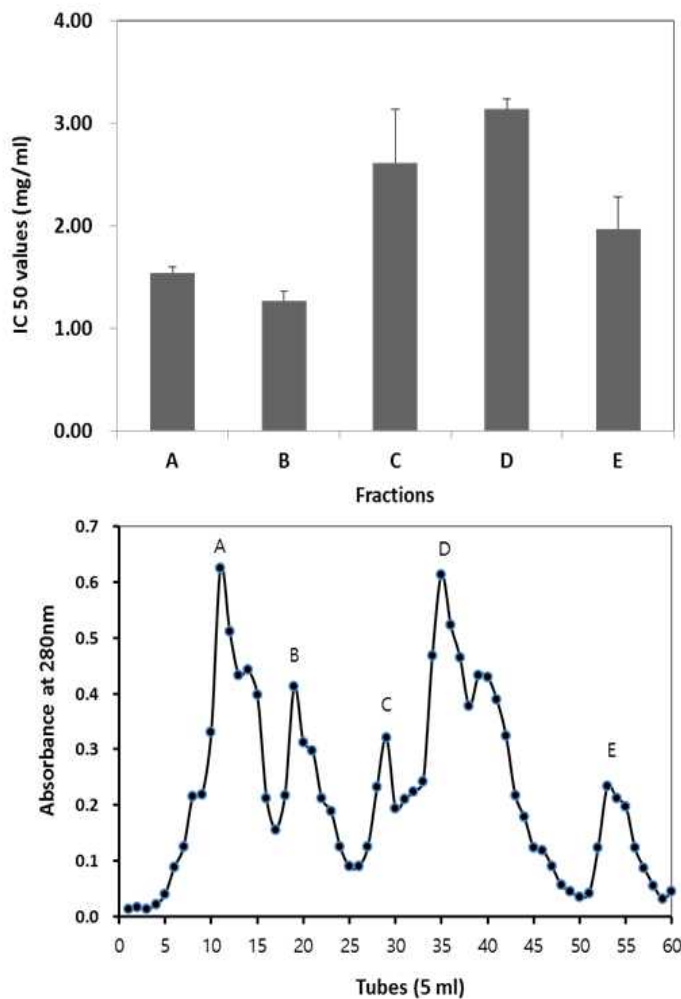 4.00
3.00
2.00
1.00
0.00
IC 50 values (mg/ml)
A B C D E
Fractions
0.7
0.6
0.5
0.4
0.3
0.2
0.1
0.0
Absorbance at 280nm
A
B
C
D
E
0 5 10 15 20 25 30 35 40 45 50 55 60
Tubes (5 ml)